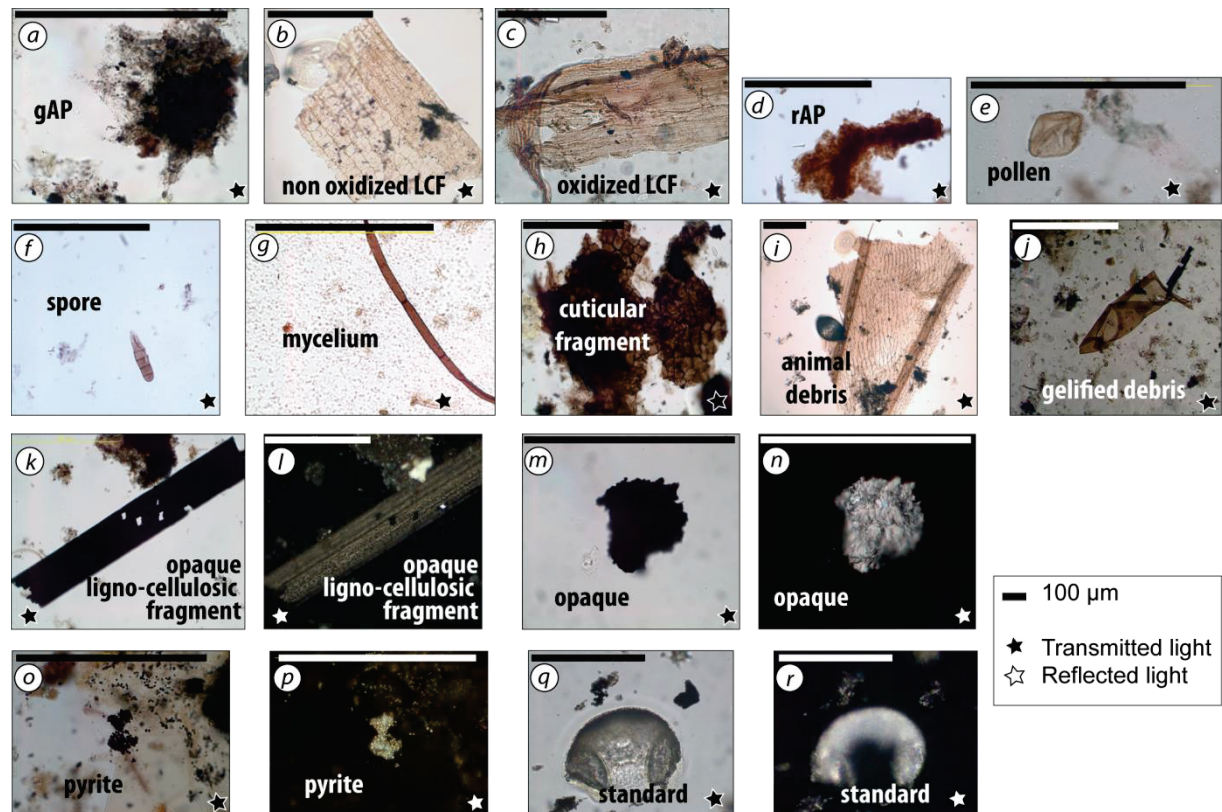 a
gAP
b
non oxidized LCF
c
oxidized LCF
d
rAP
e
pollen
f
spore
g
mycelium
h
cuticular
fragment
i
animal
debris
j
gelified debris
k
opaque
ligno-cellulosic
fragment
l
opaque
ligno-cellulosic
fragment
m
opaque
n
opaque
100 µm
Transmitted light
Reflected light
o
pyrite
p
pyrite
q
standard
r
standard